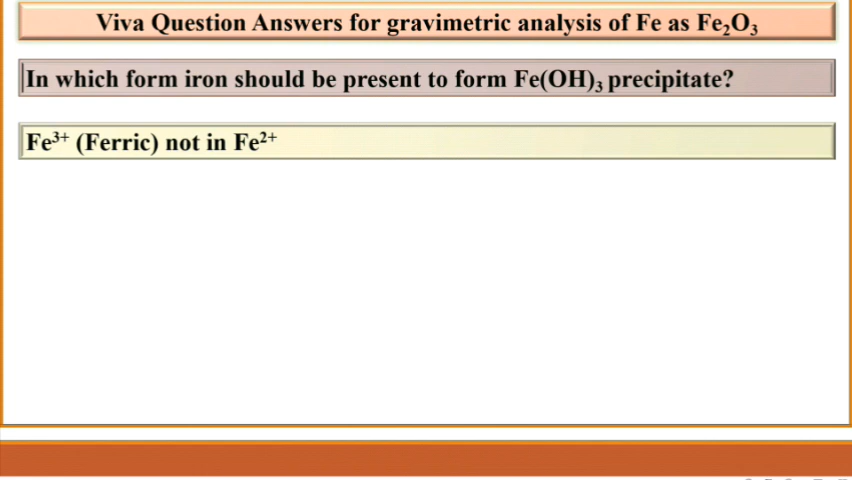 Viva Question Answers for gravimetric analysis of Fe as Fe₂O₃
In which form iron should be present to form Fe(OH)₃ precipitate?
Fe³⁺ (Ferric) not in Fe²⁺